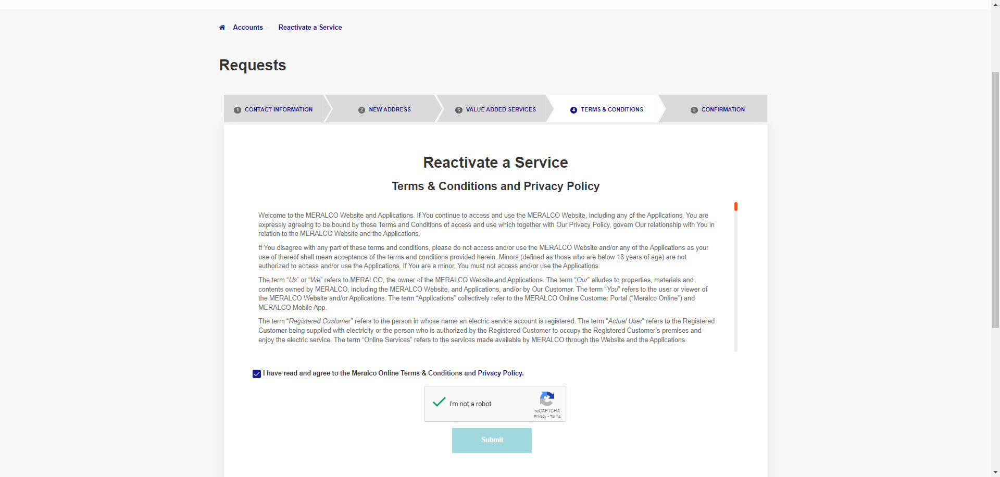 > Accounts > Reactivate a Service
Requests
1 CONTACT INFORMATION 2 NEW ADDRESS 3 VALUE ADDED SERVICES 4 TERMS & CONDITIONS 5 CONFIRMATION
Reactivate a Service
Terms & Conditions and Privacy Policy
Welcome to the MERALCO Website and Applications. If You continue to access and use the MERALCO Website, including any of the Applications, You are
expressly agreeing to be bound by these Terms and Conditions of access and use which together with Our Privacy Policy, govern Our relationship with You in
relation to the MERALCO Website and the Applications.
If You disagree with any part of these terms and conditions, please do not access and/or use the MERALCO Website and/or any of the Applications as your
use of thereof shall mean acceptance of the terms and conditions provided herein. Minors (defined as those who are below 18 years of age) are not
authorized to access and/or use the Applications. If You are a minor, You must not access and/or use the Applications.
The term “Us” or “We” refers to MERALCO, the owner of the MERALCO Website and Applications. The term “Our” alludes to properties, materials and
contents owned by MERALCO, including the MERALCO Website, and Applications, and/or by Our Customer. The term “You” refers to the user or viewer of
the MERALCO Website and/or Applications. The term “Applications” collectively refer to the MERALCO Online Customer Portal (“Meralco Online”) and
MERALCO Mobile App.
The term “Registered Customer” refers to the person in whose name an electric service account is registered. The term “Actual User” refers to the Registered
Customer being supplied with electricity or the person who is authorized by the Registered Customer to occupy the Registered Customer’s premises and
enjoy the electric service. The term “Online Services” refers to the services made available by MERALCO through the Website and the Applications.
I have read and agree to the Meralco Online Terms & Conditions and Privacy Policy.
I'm not a robot
reCAPTCHA
Privacy - Terms
Submit